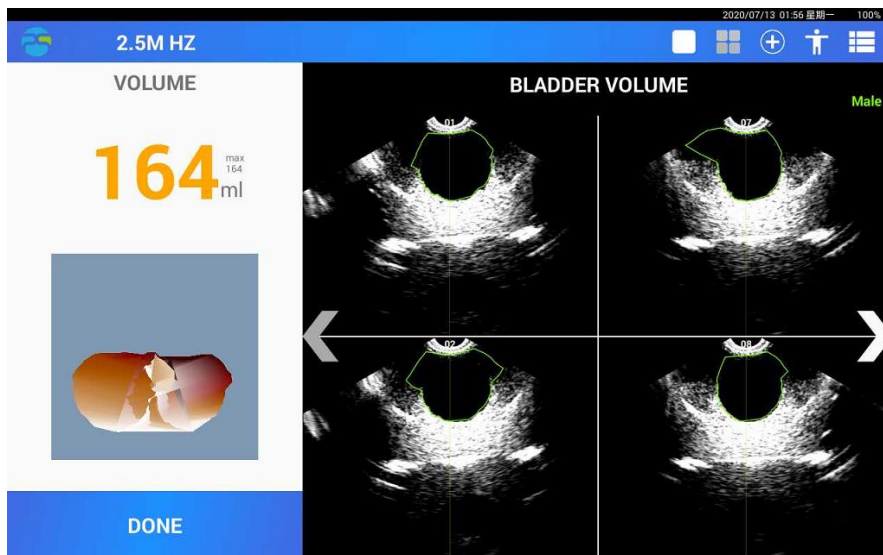 2020/07/13 01:56 星期一 100%
2.5M HZ
VOLUME
164
max
164
ml
DONE
BLADDER VOLUME
Male
01
07
02
08